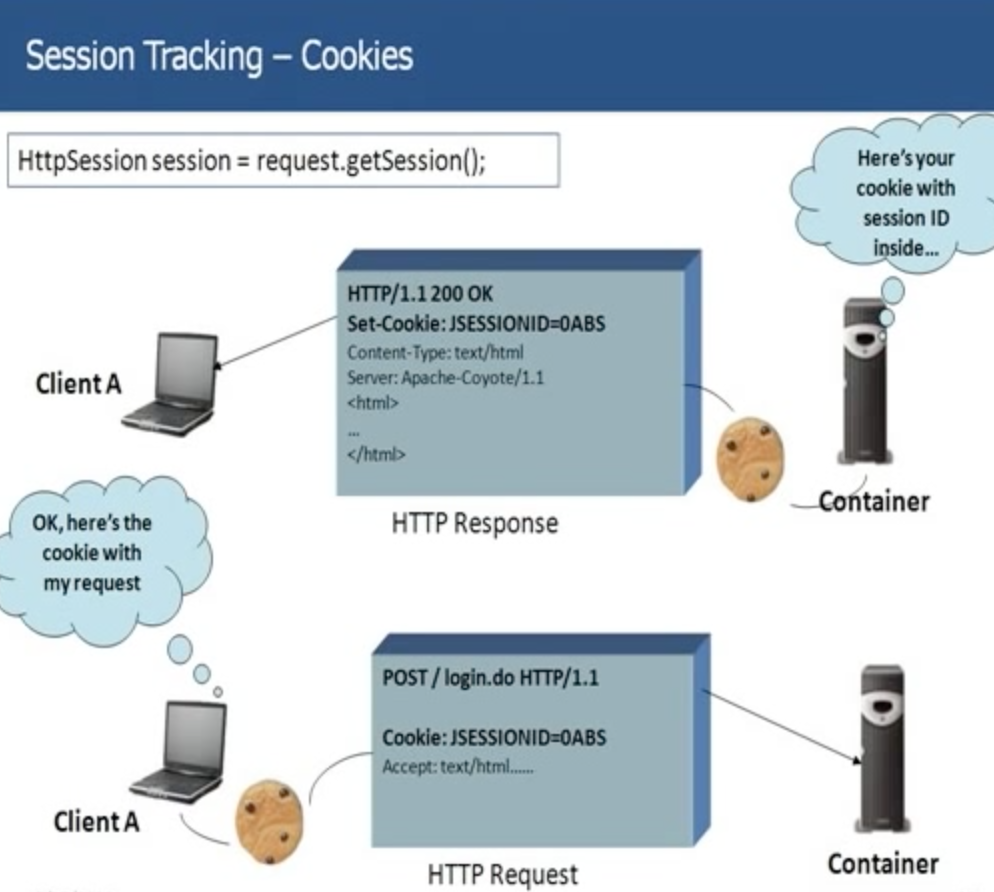 Session Tracking – Cookies
HttpSession session = request.getSession();
Here's your
cookie with
session ID
inside...
HTTP/1.1 200 OK
Set-Cookie: JSESSIONID=0ABS
Content-Type: text/html
Server: Apache-Coyote/1.1
<html>
...
</html>
Client A
Container
HTTP Response
OK, here's the
cookie with
my request
POST / login.do HTTP/1.1
Cookie: JSESSIONID=0ABS
Accept: text/html......
Client A
Container
HTTP Request